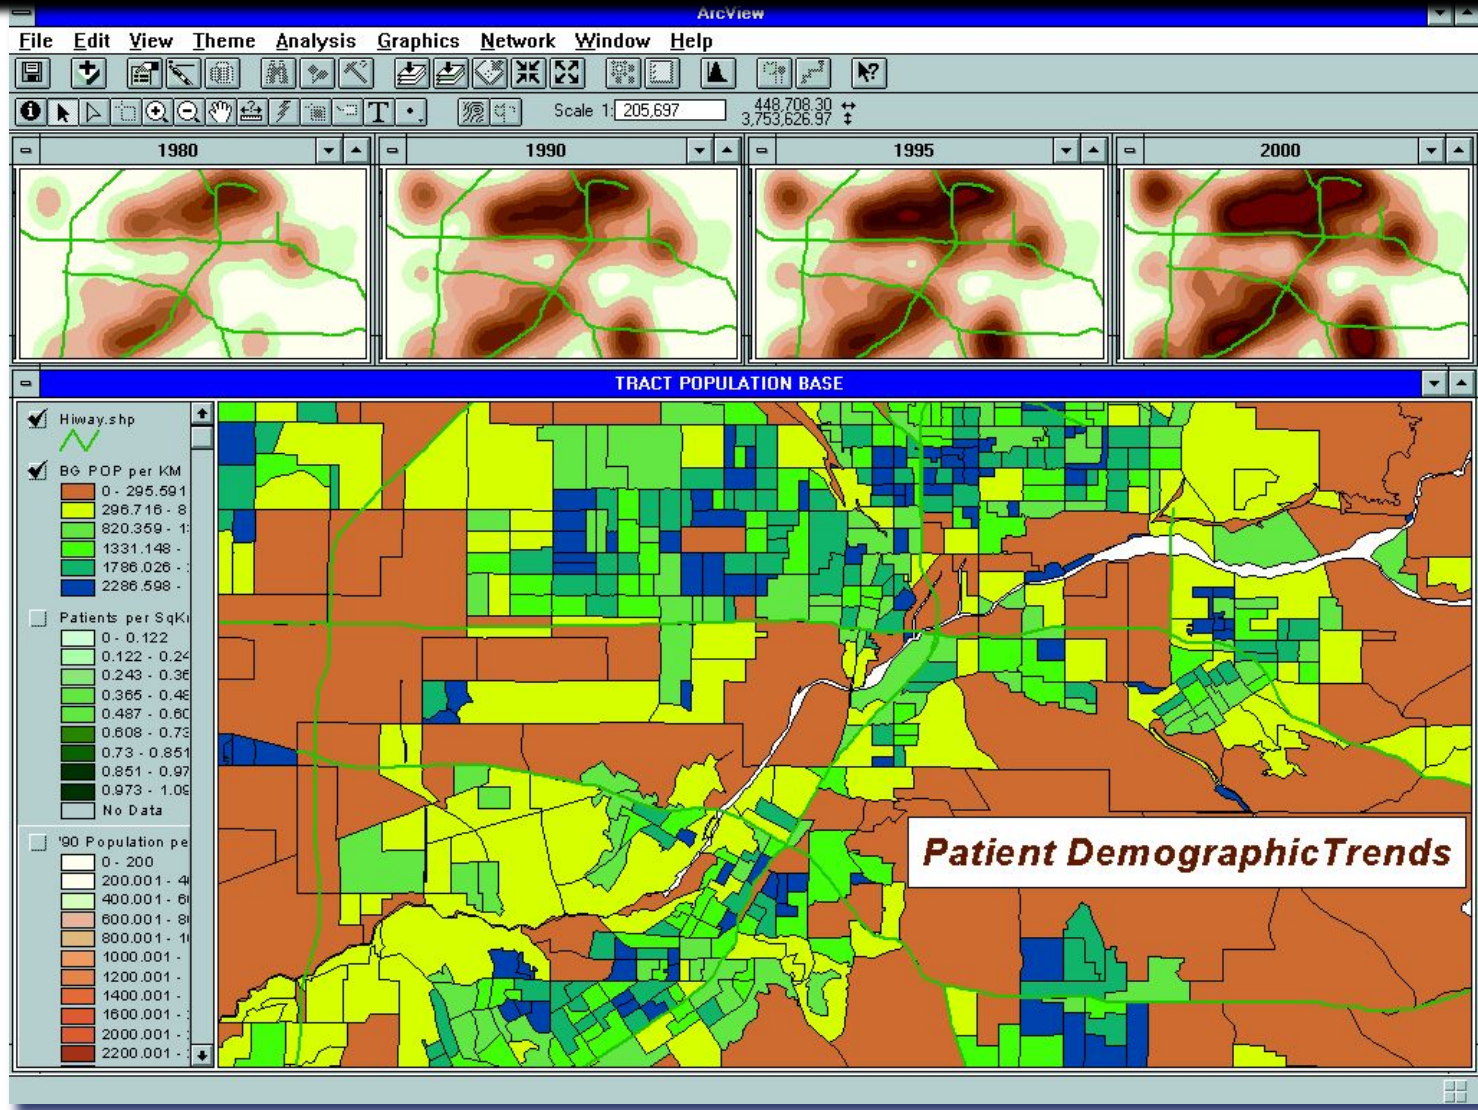 ArcView
File Edit View Theme Analysis Graphics Network Window Help
Scale 1: 205,697
448,708.30
3,753,626.97
1980
1990
1995
2000
TRACT POPULATION BASE
Hiway.shp
BG POP per KM
0 - 295.591
296.716 - 8
820.359 - 1
1331.148 -
1786.026 -
2286.598 -
Patients per SqK
0 - 0.122
0.122 - 0.24
0.243 - 0.36
0.365 - 0.48
0.487 - 0.60
0.608 - 0.73
0.73 - 0.851
0.851 - 0.97
0.973 - 1.09
No Data
'90 Population pe
0 - 200
200.001 - 4
400.001 - 6
600.001 - 8
800.001 - 1
1000.001 -
1200.001 -
1400.001 -
1600.001 -
2000.001 -
2200.001 -
Patient Demographic Trends